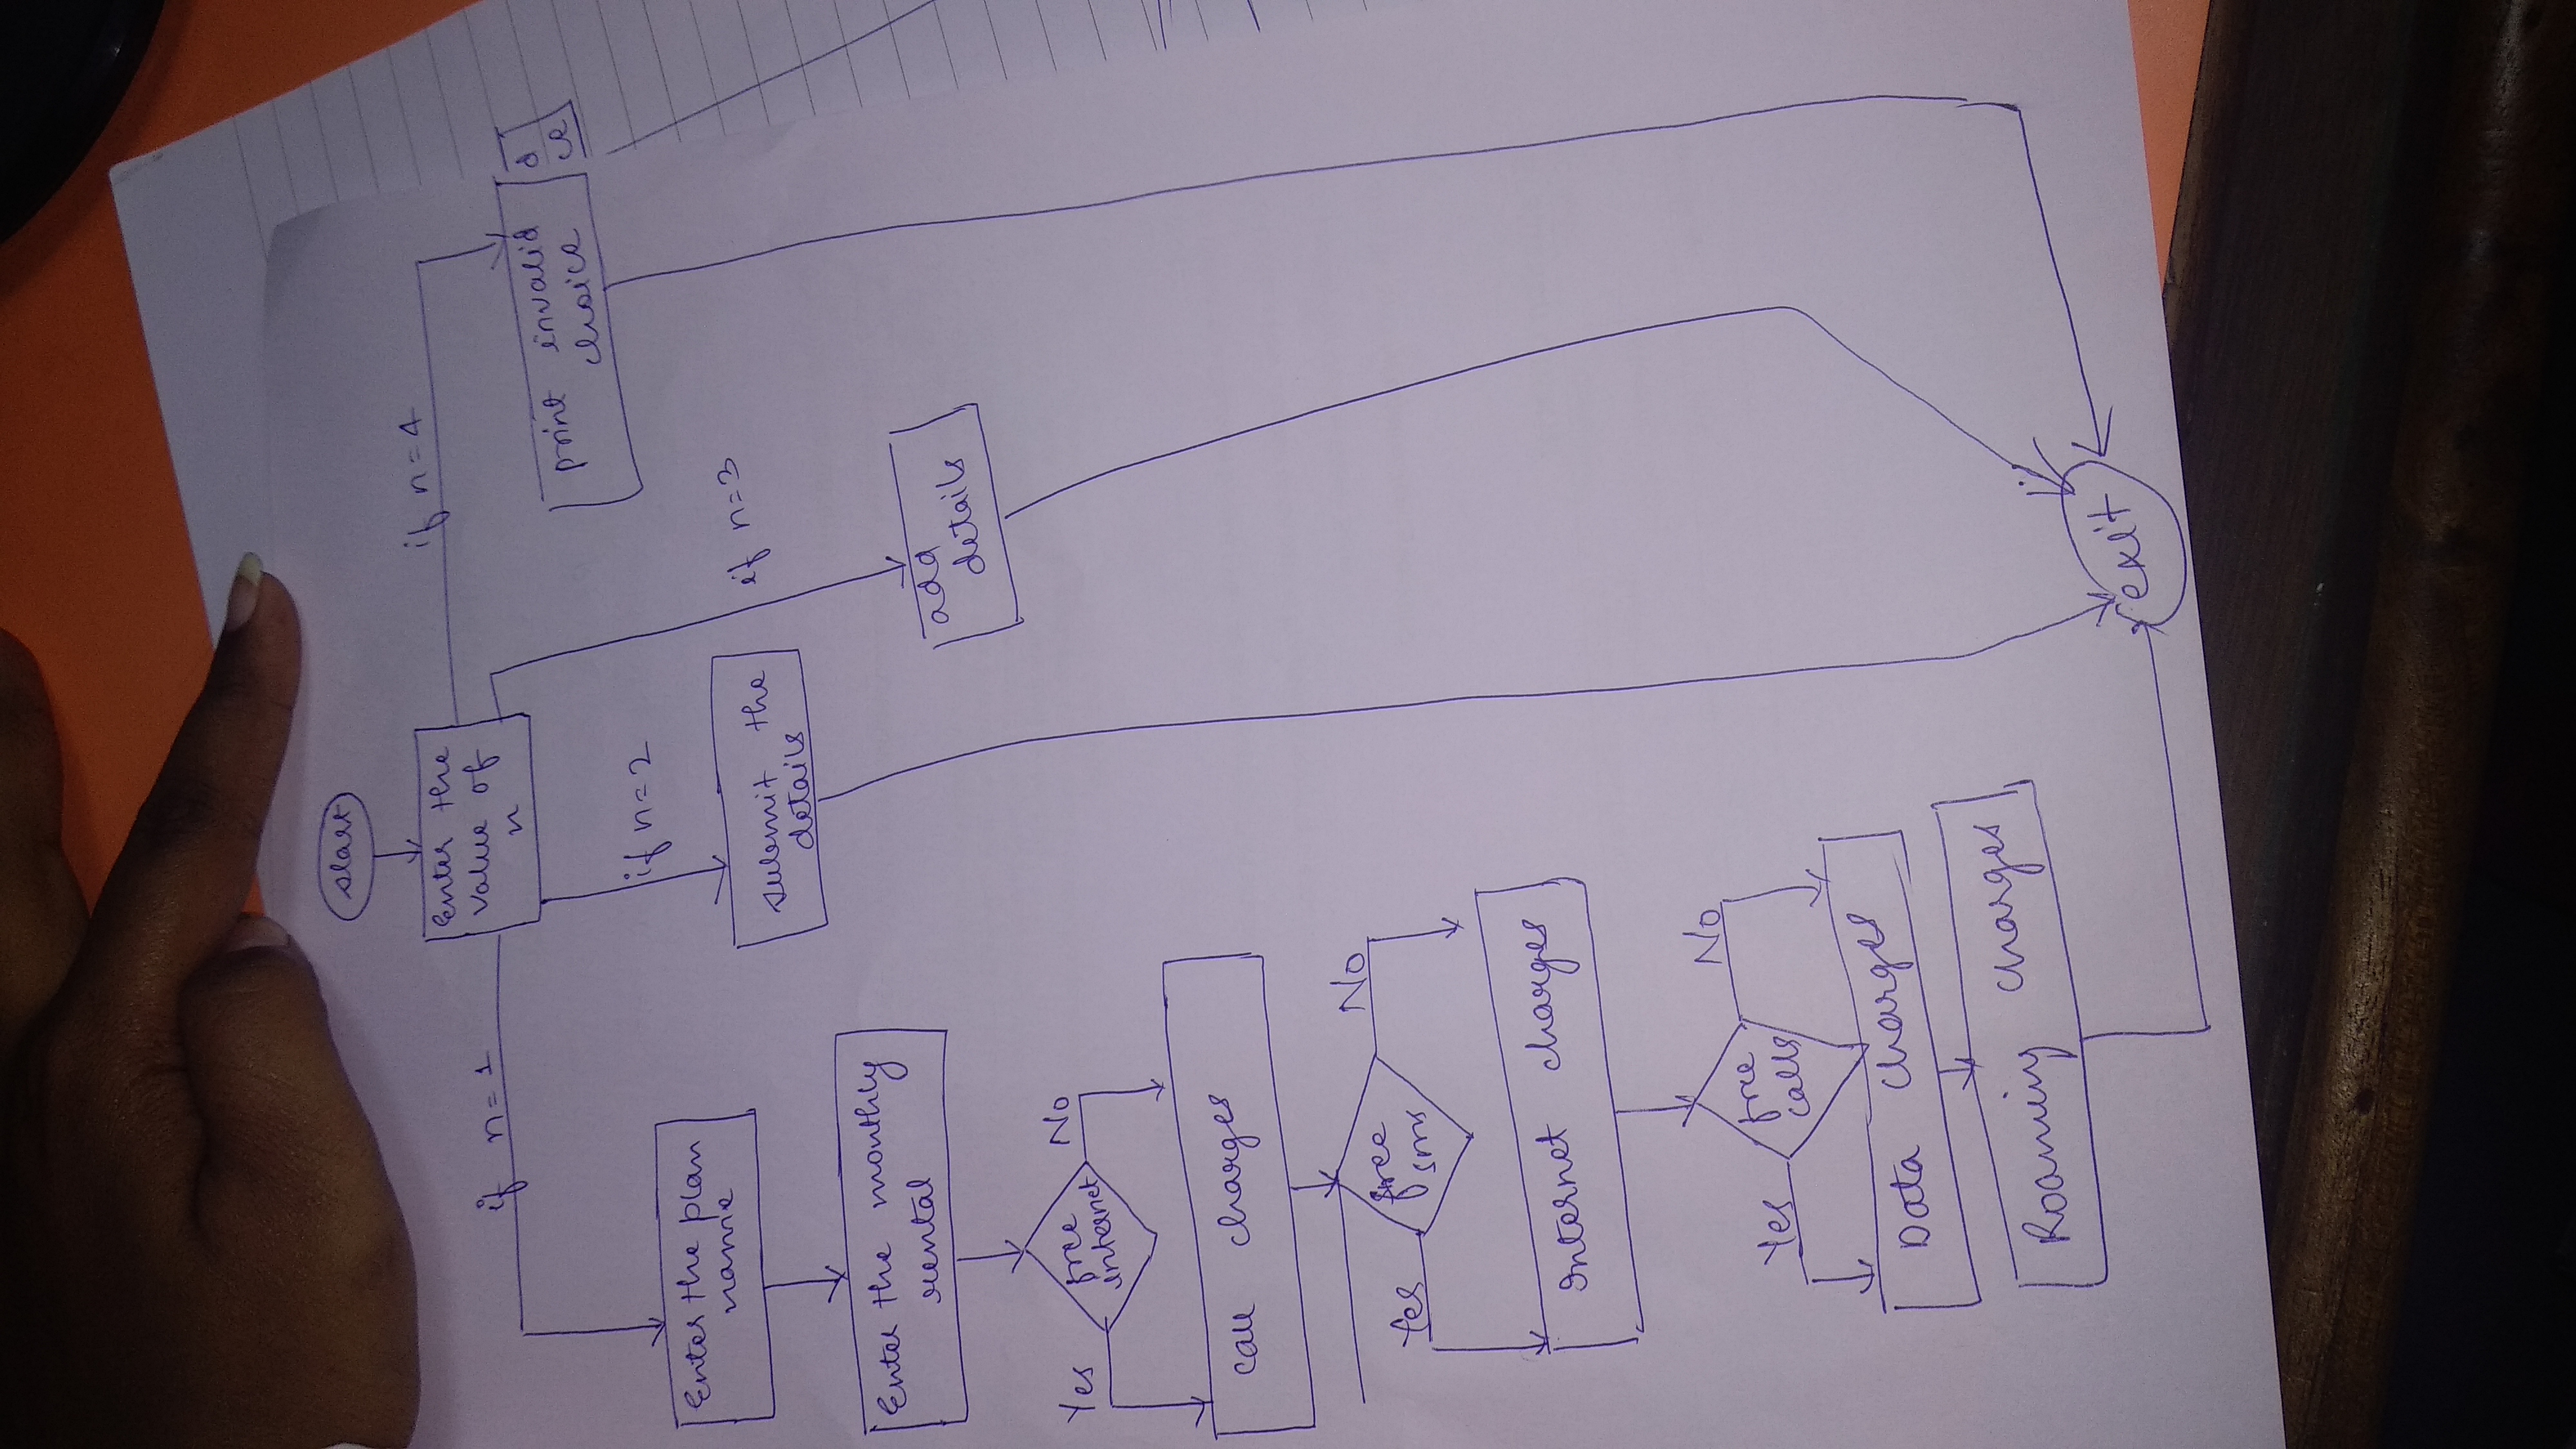 start
Enter the
value of
n
if n=4
if n=1
print invalid
choice
d
ce
if n=2
Enter the plan
name
if n=3
submit the
details
Enter the monthly
rental
add
details
Yes
free
internet
No
call charges
Yes
free
sms
No
Internet charges
Yes
free
calls
No
Data charges
Roaming charges
exit